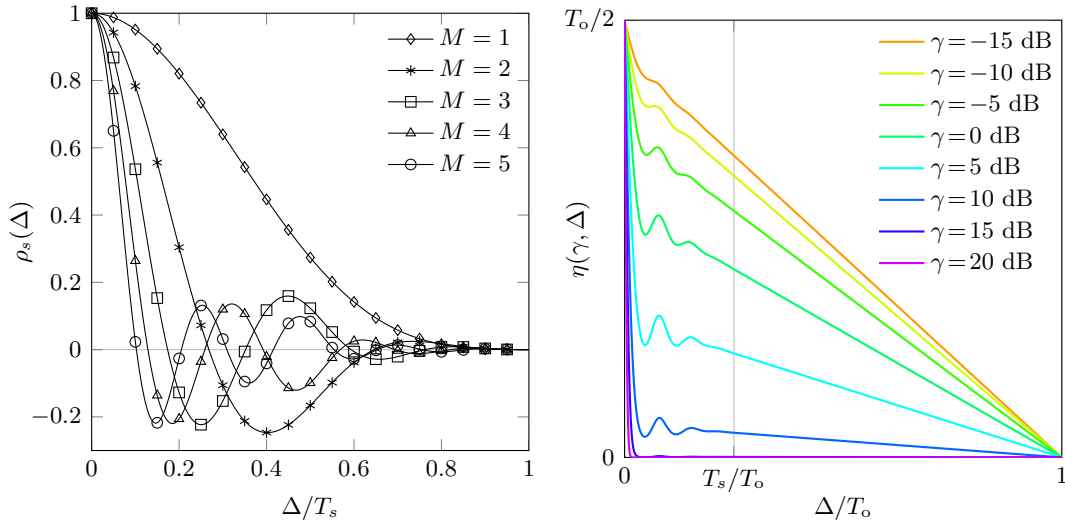 1
0.8
0.6
0.4
0.2
0
−0.2
ρs(Δ)
M = 1
M = 2
M = 3
M = 4
M = 5
0 0.2 0.4 0.6 0.8 1
Δ/Ts
To/2
0
η(γ, Δ)
γ=−15 dB
γ=−10 dB
γ=−5 dB
γ=0 dB
γ=5 dB
γ=10 dB
γ=15 dB
γ=20 dB
0 Ts/To 1
Δ/To